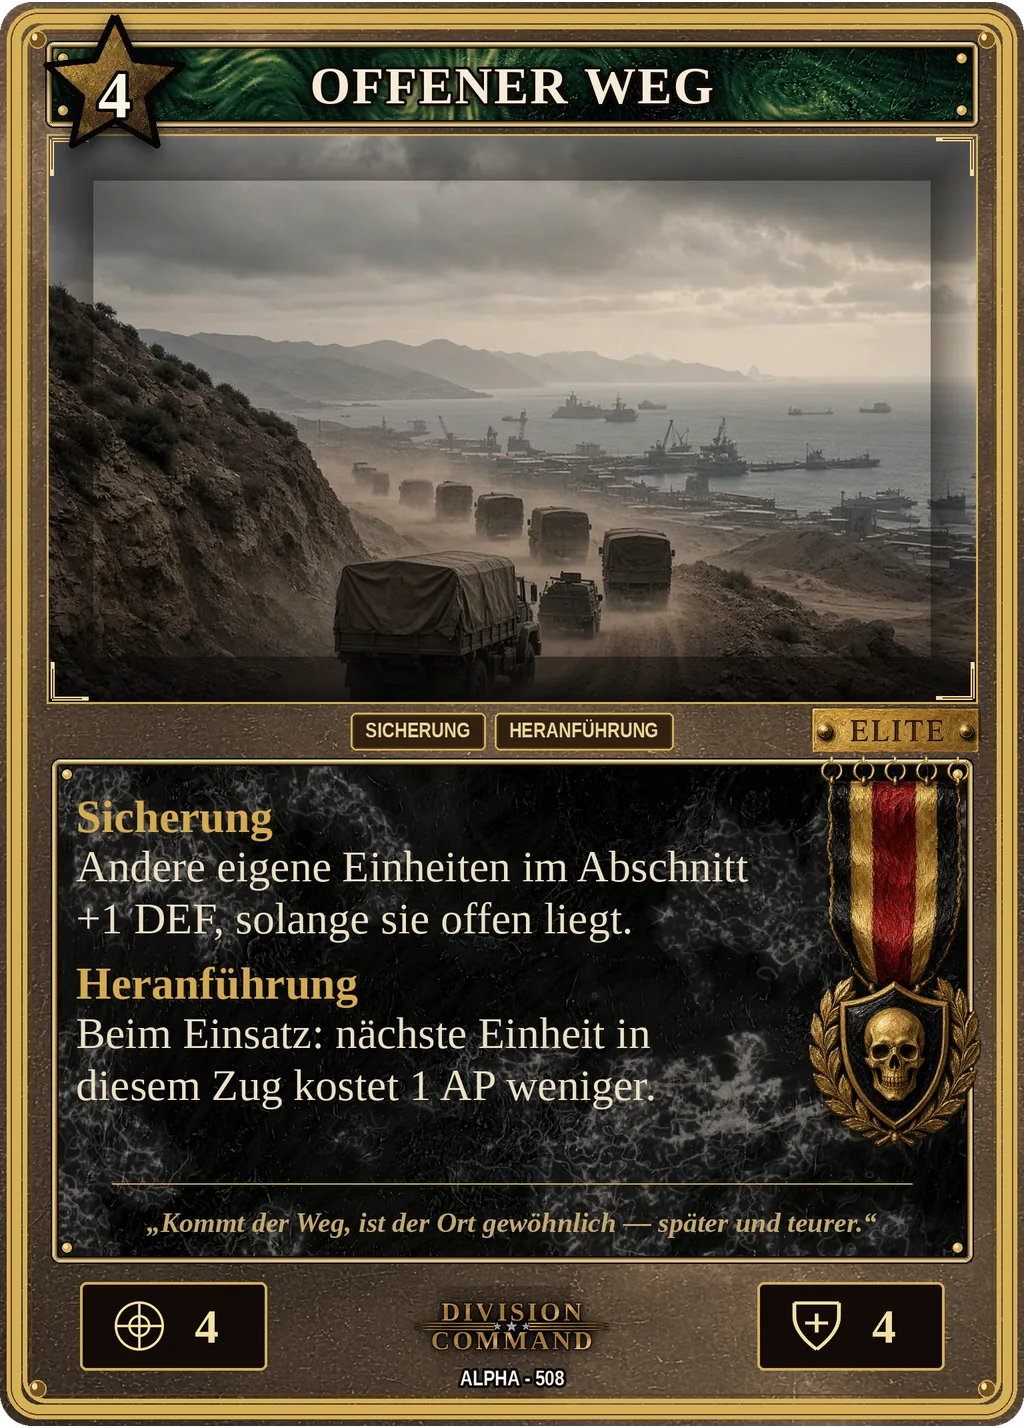 4
OFFENER WEG
SICHERUNG HERANFÜHRUNG
ELITE
Sicherung
Andere eigene Einheiten im Abschnitt
+1 DEF, solange sie offen liegt.
Heranführung
Beim Einsatz: nächste Einheit in
diesem Zug kostet 1 AP weniger.
„Kommt der Weg, ist der Ort gewöhnlich — später und teurer.“
4
DIVISION
COMMAND
ALPHA - 508
4